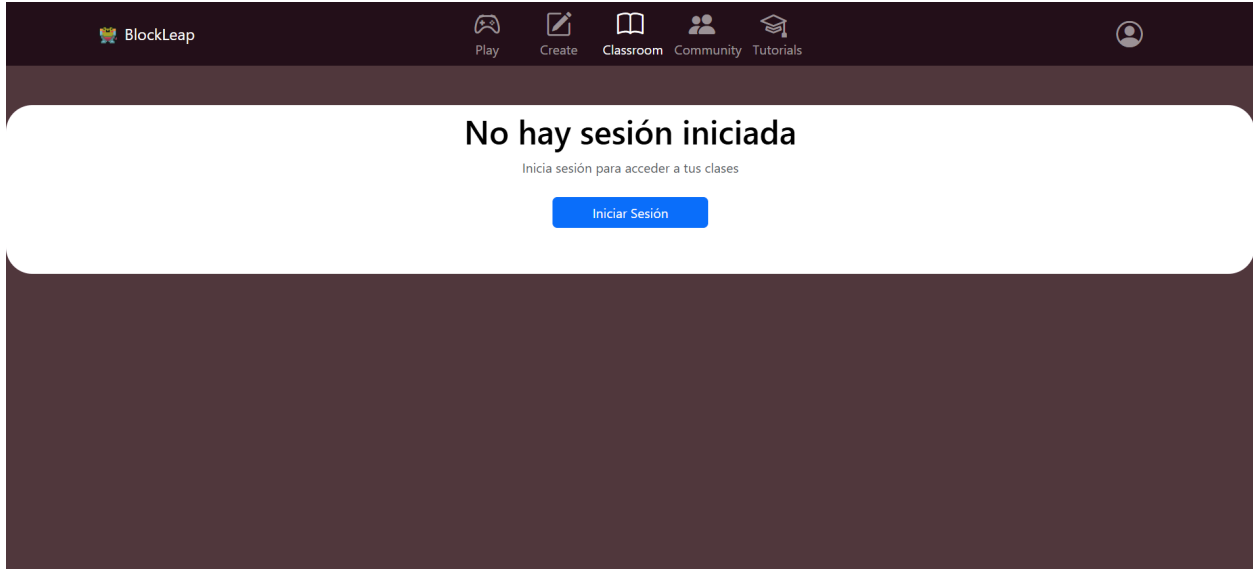 BlockLeap
Play Create Classroom Community Tutorials
No hay sesión iniciada
Inicia sesión para acceder a tus clases
Iniciar Sesión